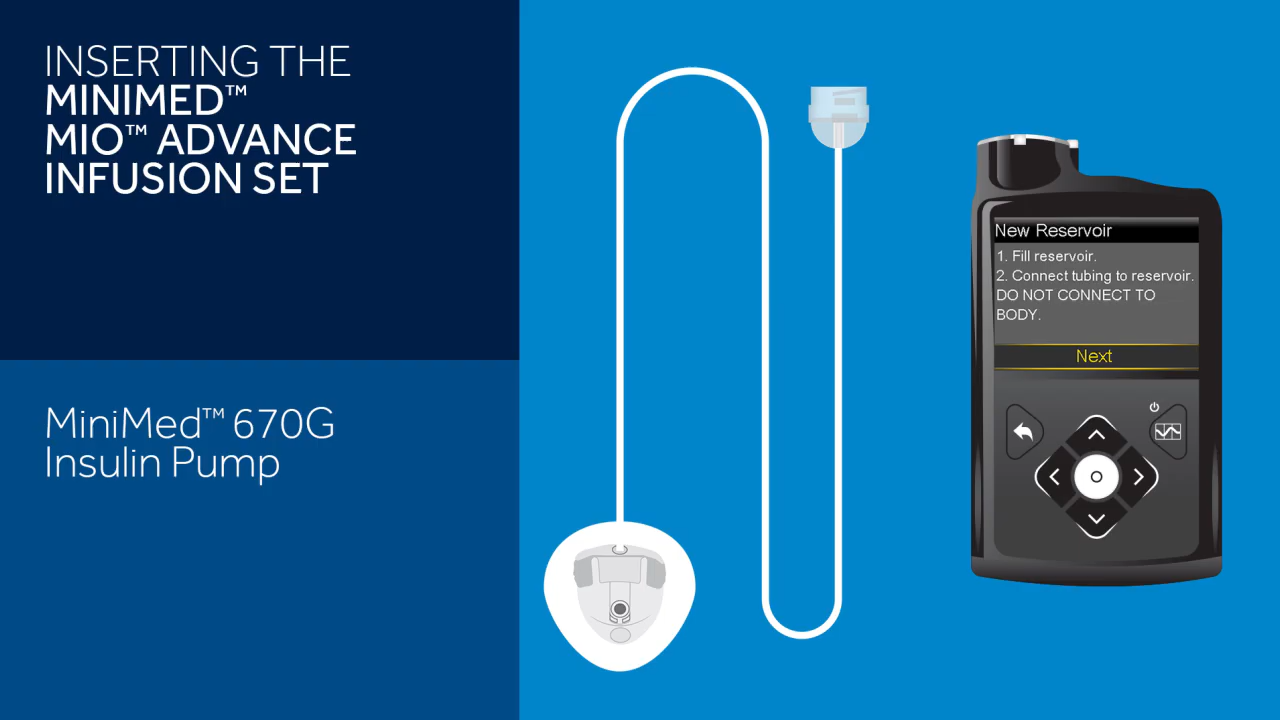 INSERTING THE
MINIMED™
MIO™ ADVANCE
INFUSION SET
MiniMed™ 670G
Insulin Pump
New Reservoir
1. Fill reservoir.
2. Connect tubing to reservoir.
DO NOT CONNECT TO
BODY.
Next